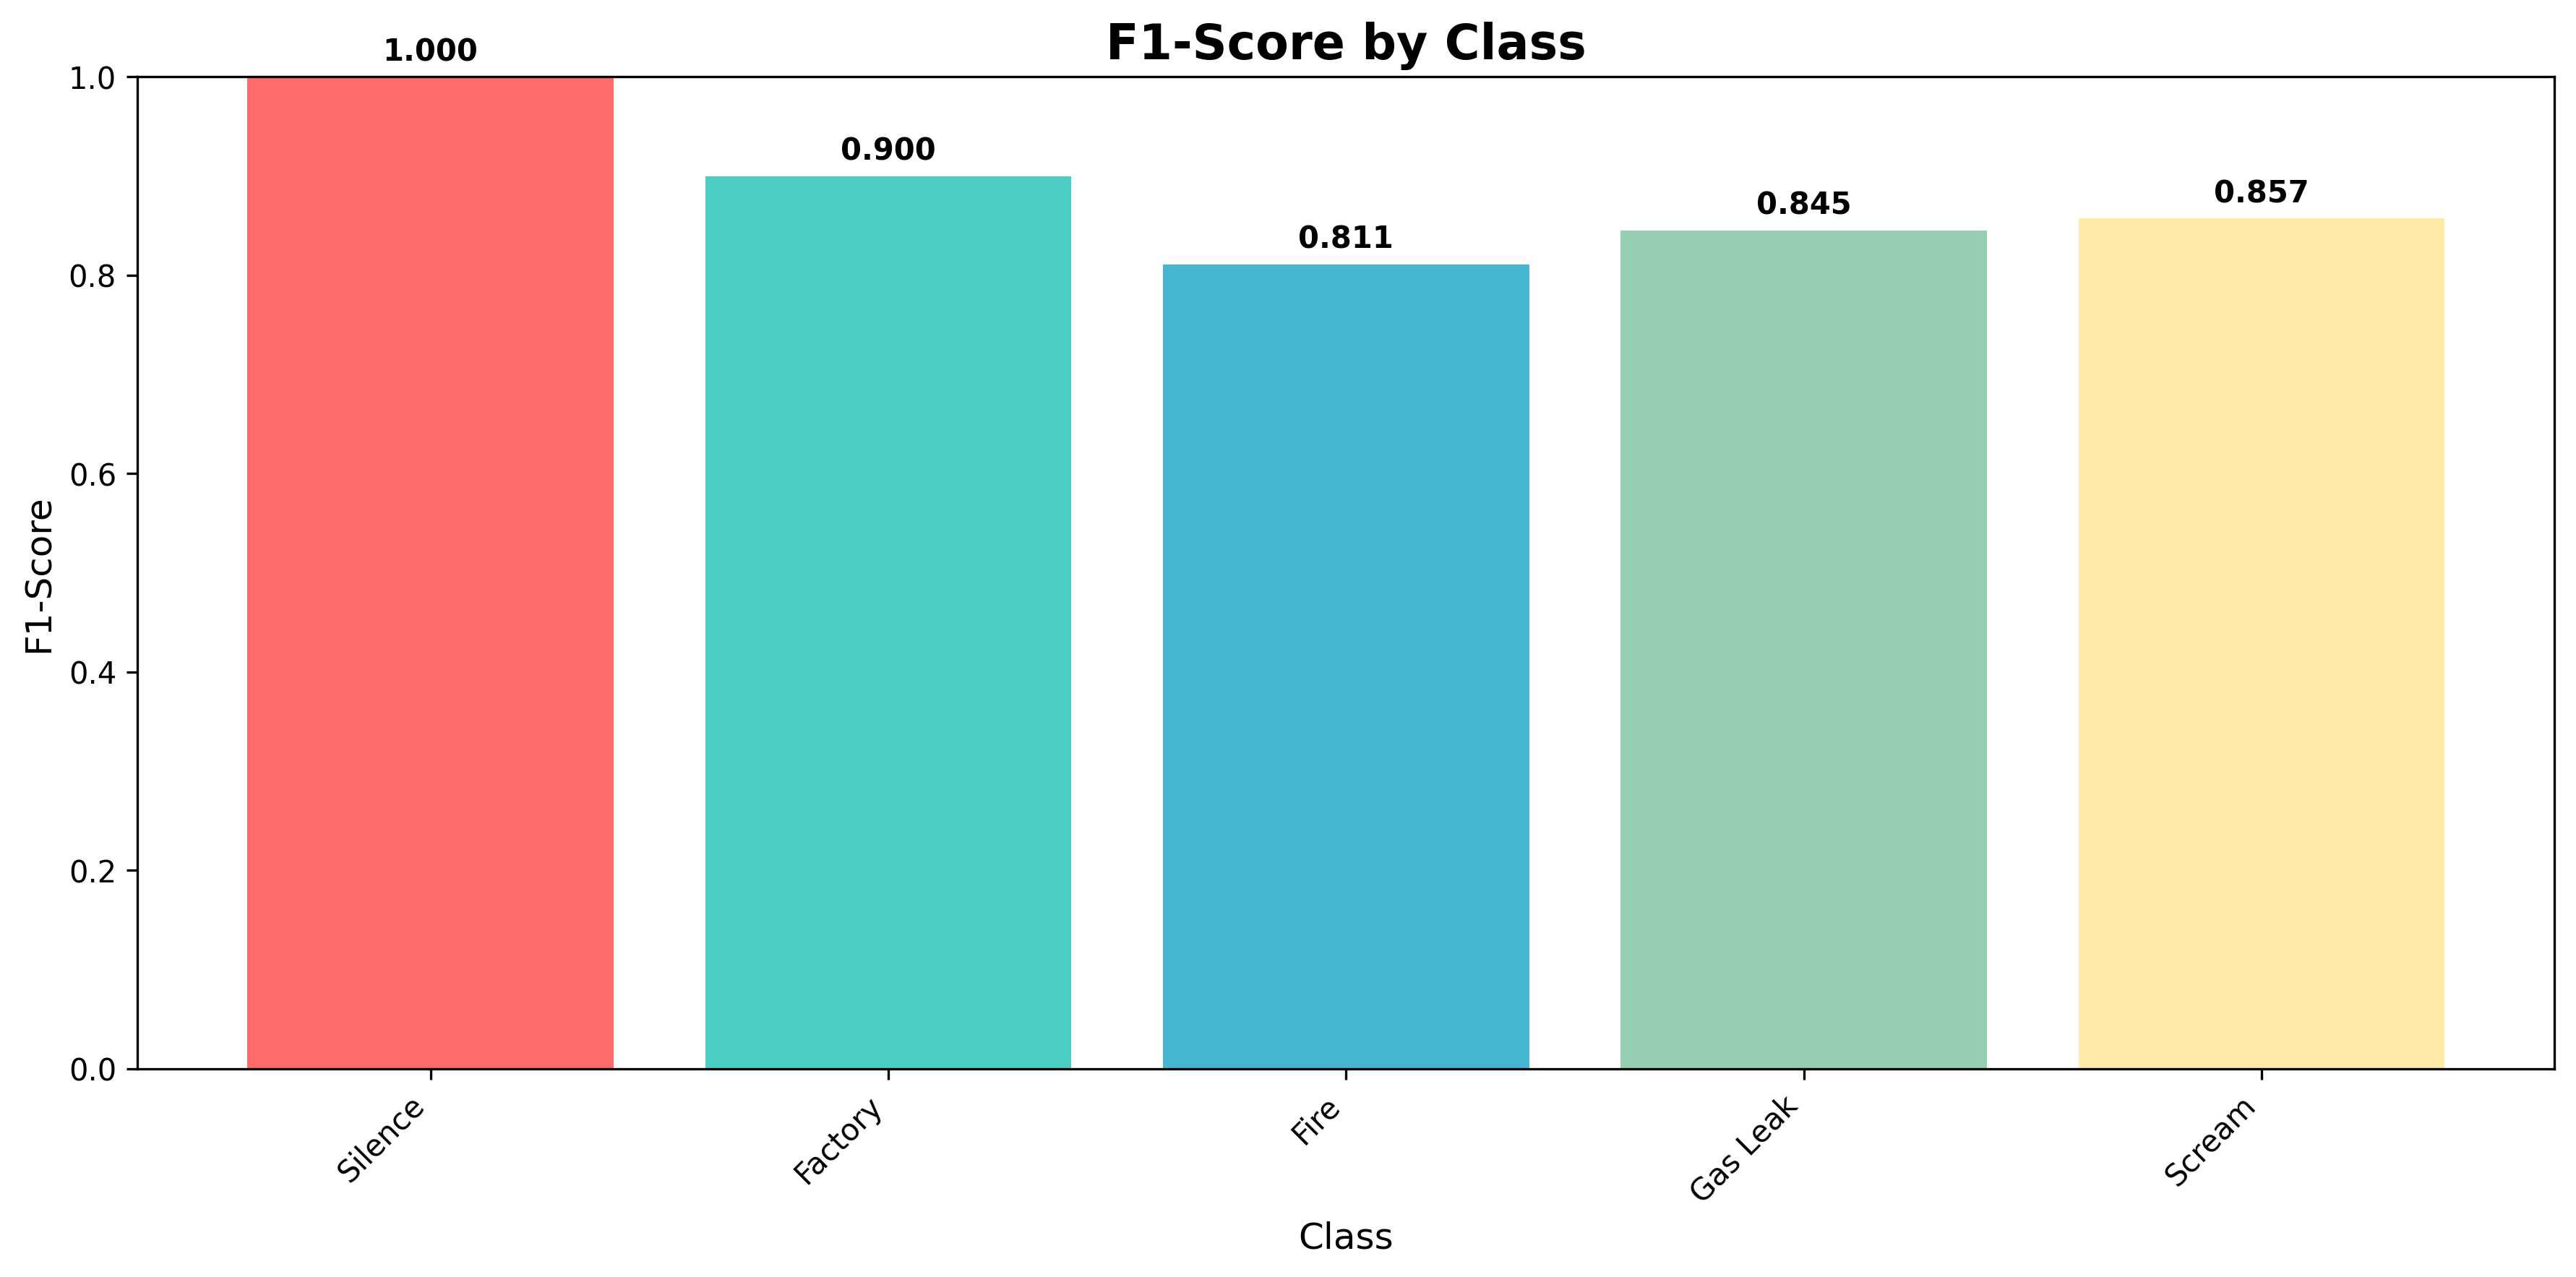 F1-Score by Class
1.000
0.900
0.811
0.845
0.857
1.0
0.8
0.6
0.4
0.2
0.0
F1-Score
Silence
Factory
Fire
Gas Leak
Scream
Class